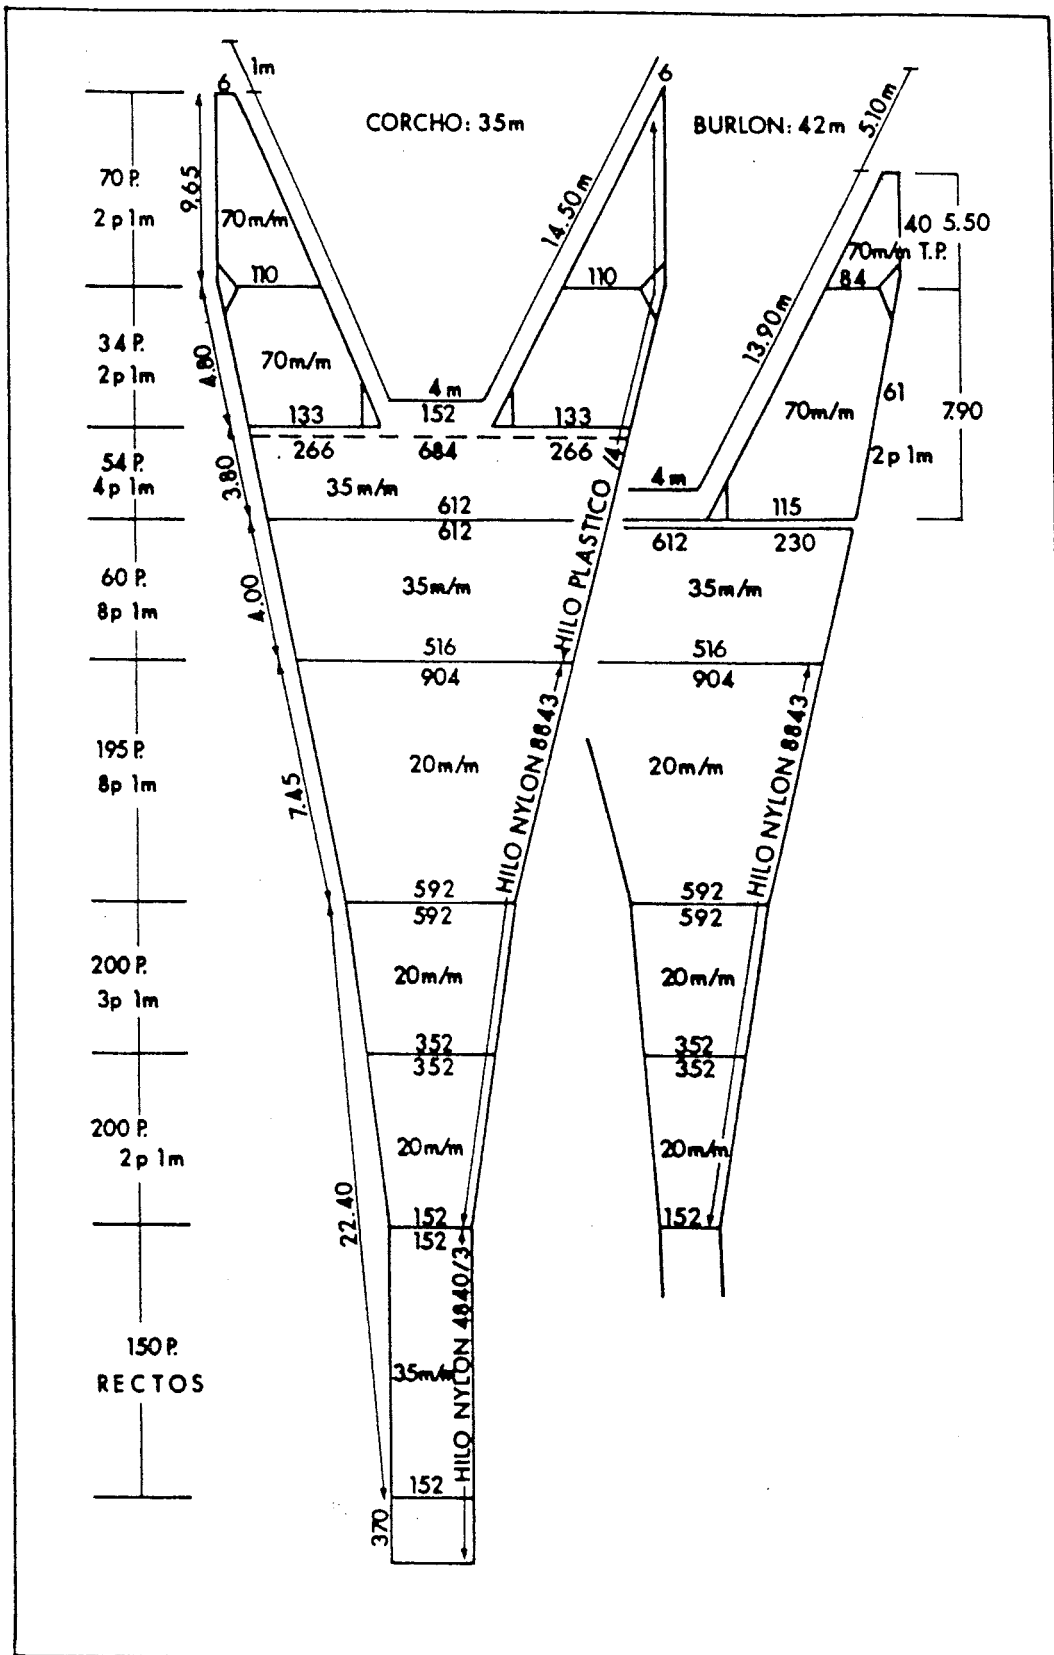 1m
6
6
CORCHO: 35m
BURLON: 42m
5.10m
70 P.
2p 1m
9,65
70m/m
14.50m
40 5.50
70m/m T.P.
110
110
84
34 P.
2p 1m
4.80
70m/m
13.90m
4 m
133
152
133
70m/m
61
7.90
2p 1m
54 P.
4p 1m
3.80
266
684
266
35m/m
4 m
612
612
115
612
230
60 P.
8p 1m
4.00
35m/m
HILO PLASTICO /4
35m/m
516
904
516
904
195 P.
8p 1m
7.45
20m/m
HILO NYLON 8843
20m/m
HILO NYLON 8843
592
592
592
592
200 P.
3p 1m
20m/m
20m/m
352
352
352
352
200 P.
2p 1m
20m/m
20m/m
22.40
152
152
152
150 P.
RECTOS
35m/m
HILO NYLON 4840/3
152
370